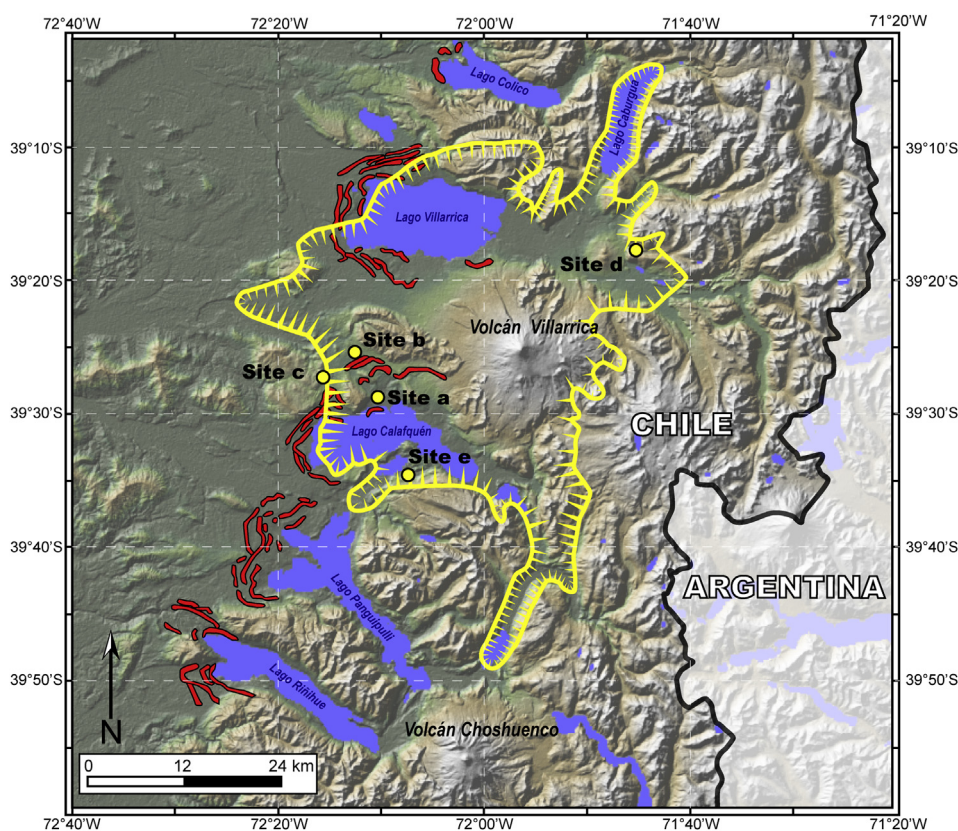 72°40'W 72°20'W 72°00'W 71°40'W 71°20'W
Lago Colico
Lago Caburgua
39°10'S 39°10'S
Lago Villarrica
Site d
39°20'S 39°20'S
Volcán Villarrica
Site b
Site c
Site a
39°30'S 39°30'S
CHILE
Lago Calafquén
Site e
39°40'S 39°40'S
ARGENTINA
Lago Panguipulli
39°50'S 39°50'S
Lago Riñihue
Volcán Choshuenco
N
0 12 24 km
72°40'W 72°20'W 72°00'W 71°40'W 71°20'W